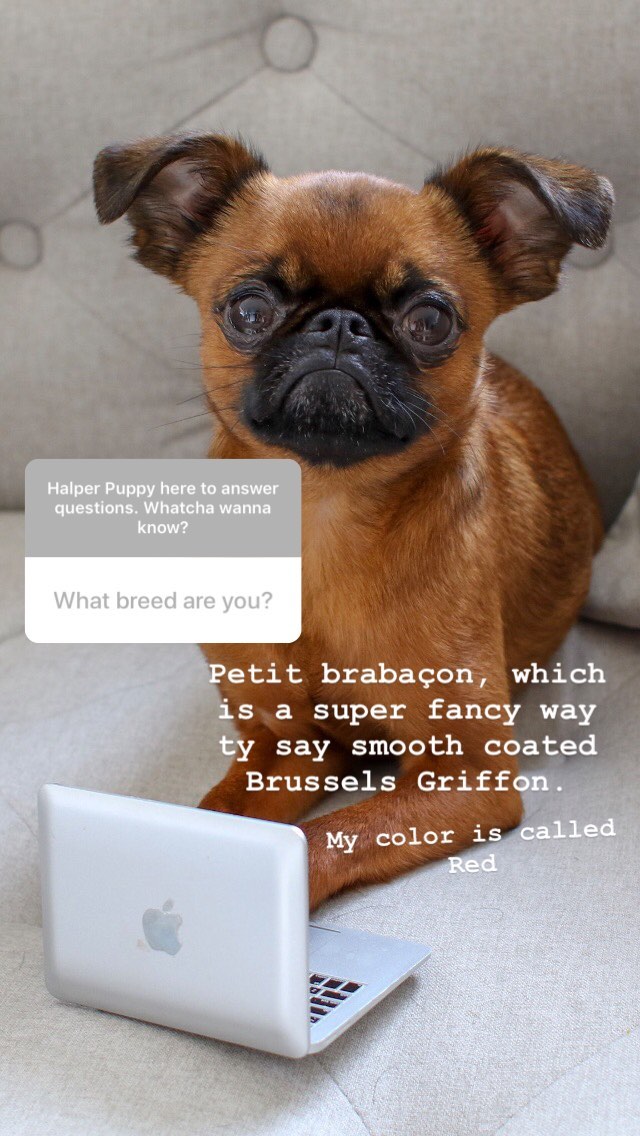 Halper Puppy here to answer
questions. Whatcha wanna
know?
What breed are you?
Petit brabaçon, which
is a super fancy way
ty say smooth coated
Brussels Griffon.
My color is called
Red